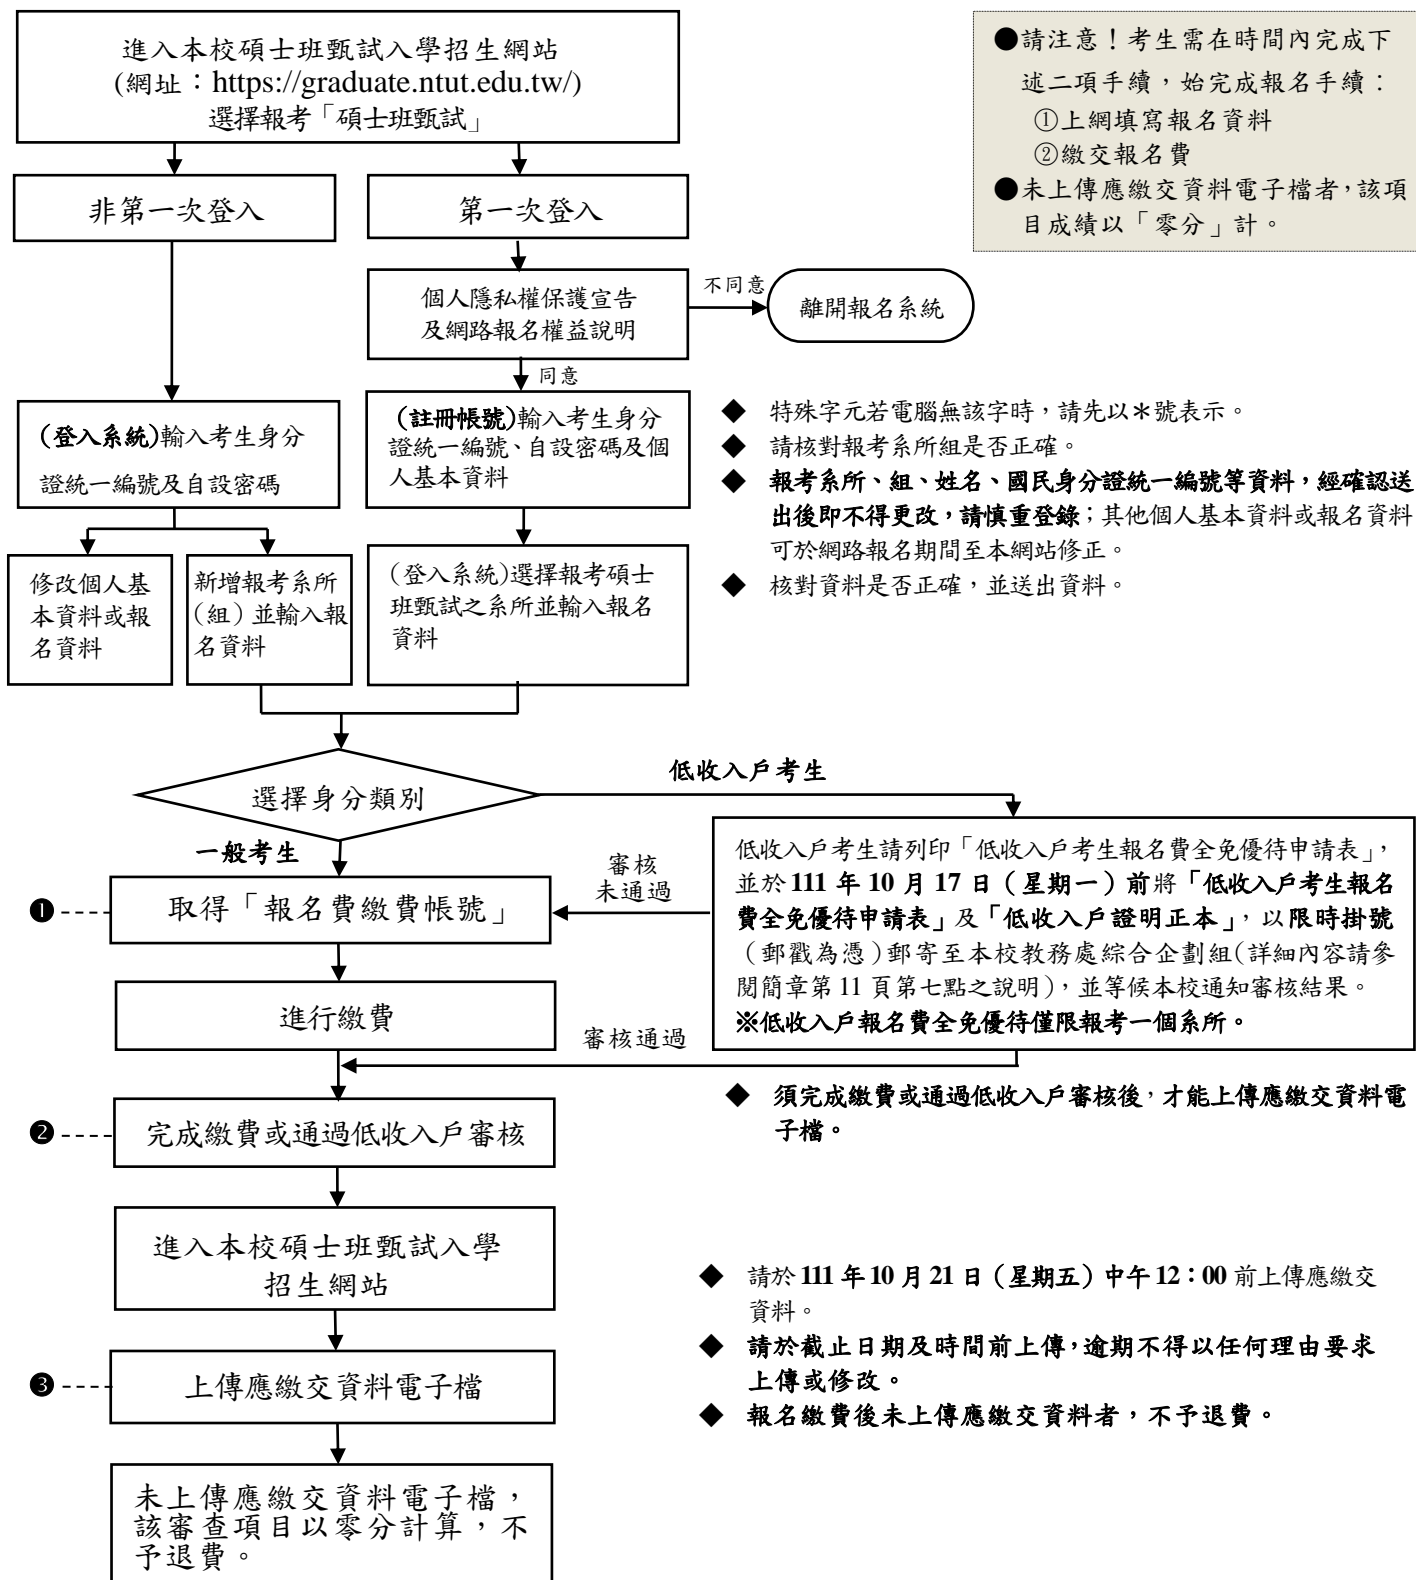 進入本校碩士班甄試入學招生網站
(網址：https://graduate.ntut.edu.tw/)
選擇報考「碩士班甄試」
●請注意！考生需在時間內完成下
述二項手續，始完成報名手續：
①上網填寫報名資料
②繳交報名費
●未上傳應繳交資料電子檔者，該項
目成績以「零分」計。
非第一次登入
第一次登入
個人隱私權保護宣告
及網路報名權益說明
不同意
離開報名系統
同意
(登入系統)輸入考生身分
證統一編號及自設密碼
(註冊帳號)輸入考生身分
證統一編號、自設密碼及個
人基本資料
◆ 特殊字元若電腦無該字時，請先以＊號表示。
◆ 請核對報考系所組是否正確。
◆ 報考系所、組、姓名、國民身分證統一編號等資料，經確認送
出後即不得更改，請慎重登錄；其他個人基本資料或報名資料
可於網路報名期間至本網站修正。
◆ 核對資料是否正確，並送出資料。
修改個人基
本資料或報
名資料
新增報考系所
（組）並輸入報
名資料
(登入系統)選擇報考碩士
班甄試之系所並輸入報名
資料
選擇身分類別
低收入戶考生
一般考生
審核
未通過
低收入戶考生請列印「低收入戶考生報名費全免優待申請表」，
並於 111 年 10 月 17 日（星期一）前將「低收入戶考生報名
費全免優待申請表」及「低收入戶證明正本」，以限時掛號
（郵戳為憑）郵寄至本校教務處綜合企劃組(詳細內容請參
閱簡章第 11 頁第七點之說明)，並等候本校通知審核結果。
※低收入戶報名費全免優待僅限報考一個系所。
❶ 取得「報名費繳費帳號」
進行繳費
審核通過
❷ 完成繳費或通過低收入戶審核
◆ 須完成繳費或通過低收入戶審核後，才能上傳應繳交資料電
子檔。
進入本校碩士班甄試入學
招生網站
◆ 請於 111 年 10 月 21 日（星期五）中午 12：00 前上傳應繳交
資料。
◆ 請於截止日期及時間前上傳，逾期不得以任何理由要求
上傳或修改。
◆ 報名繳費後未上傳應繳交資料者，不予退費。
❸ 上傳應繳交資料電子檔
未上傳應繳交資料電子檔，
該審查項目以零分計算，不
予退費。